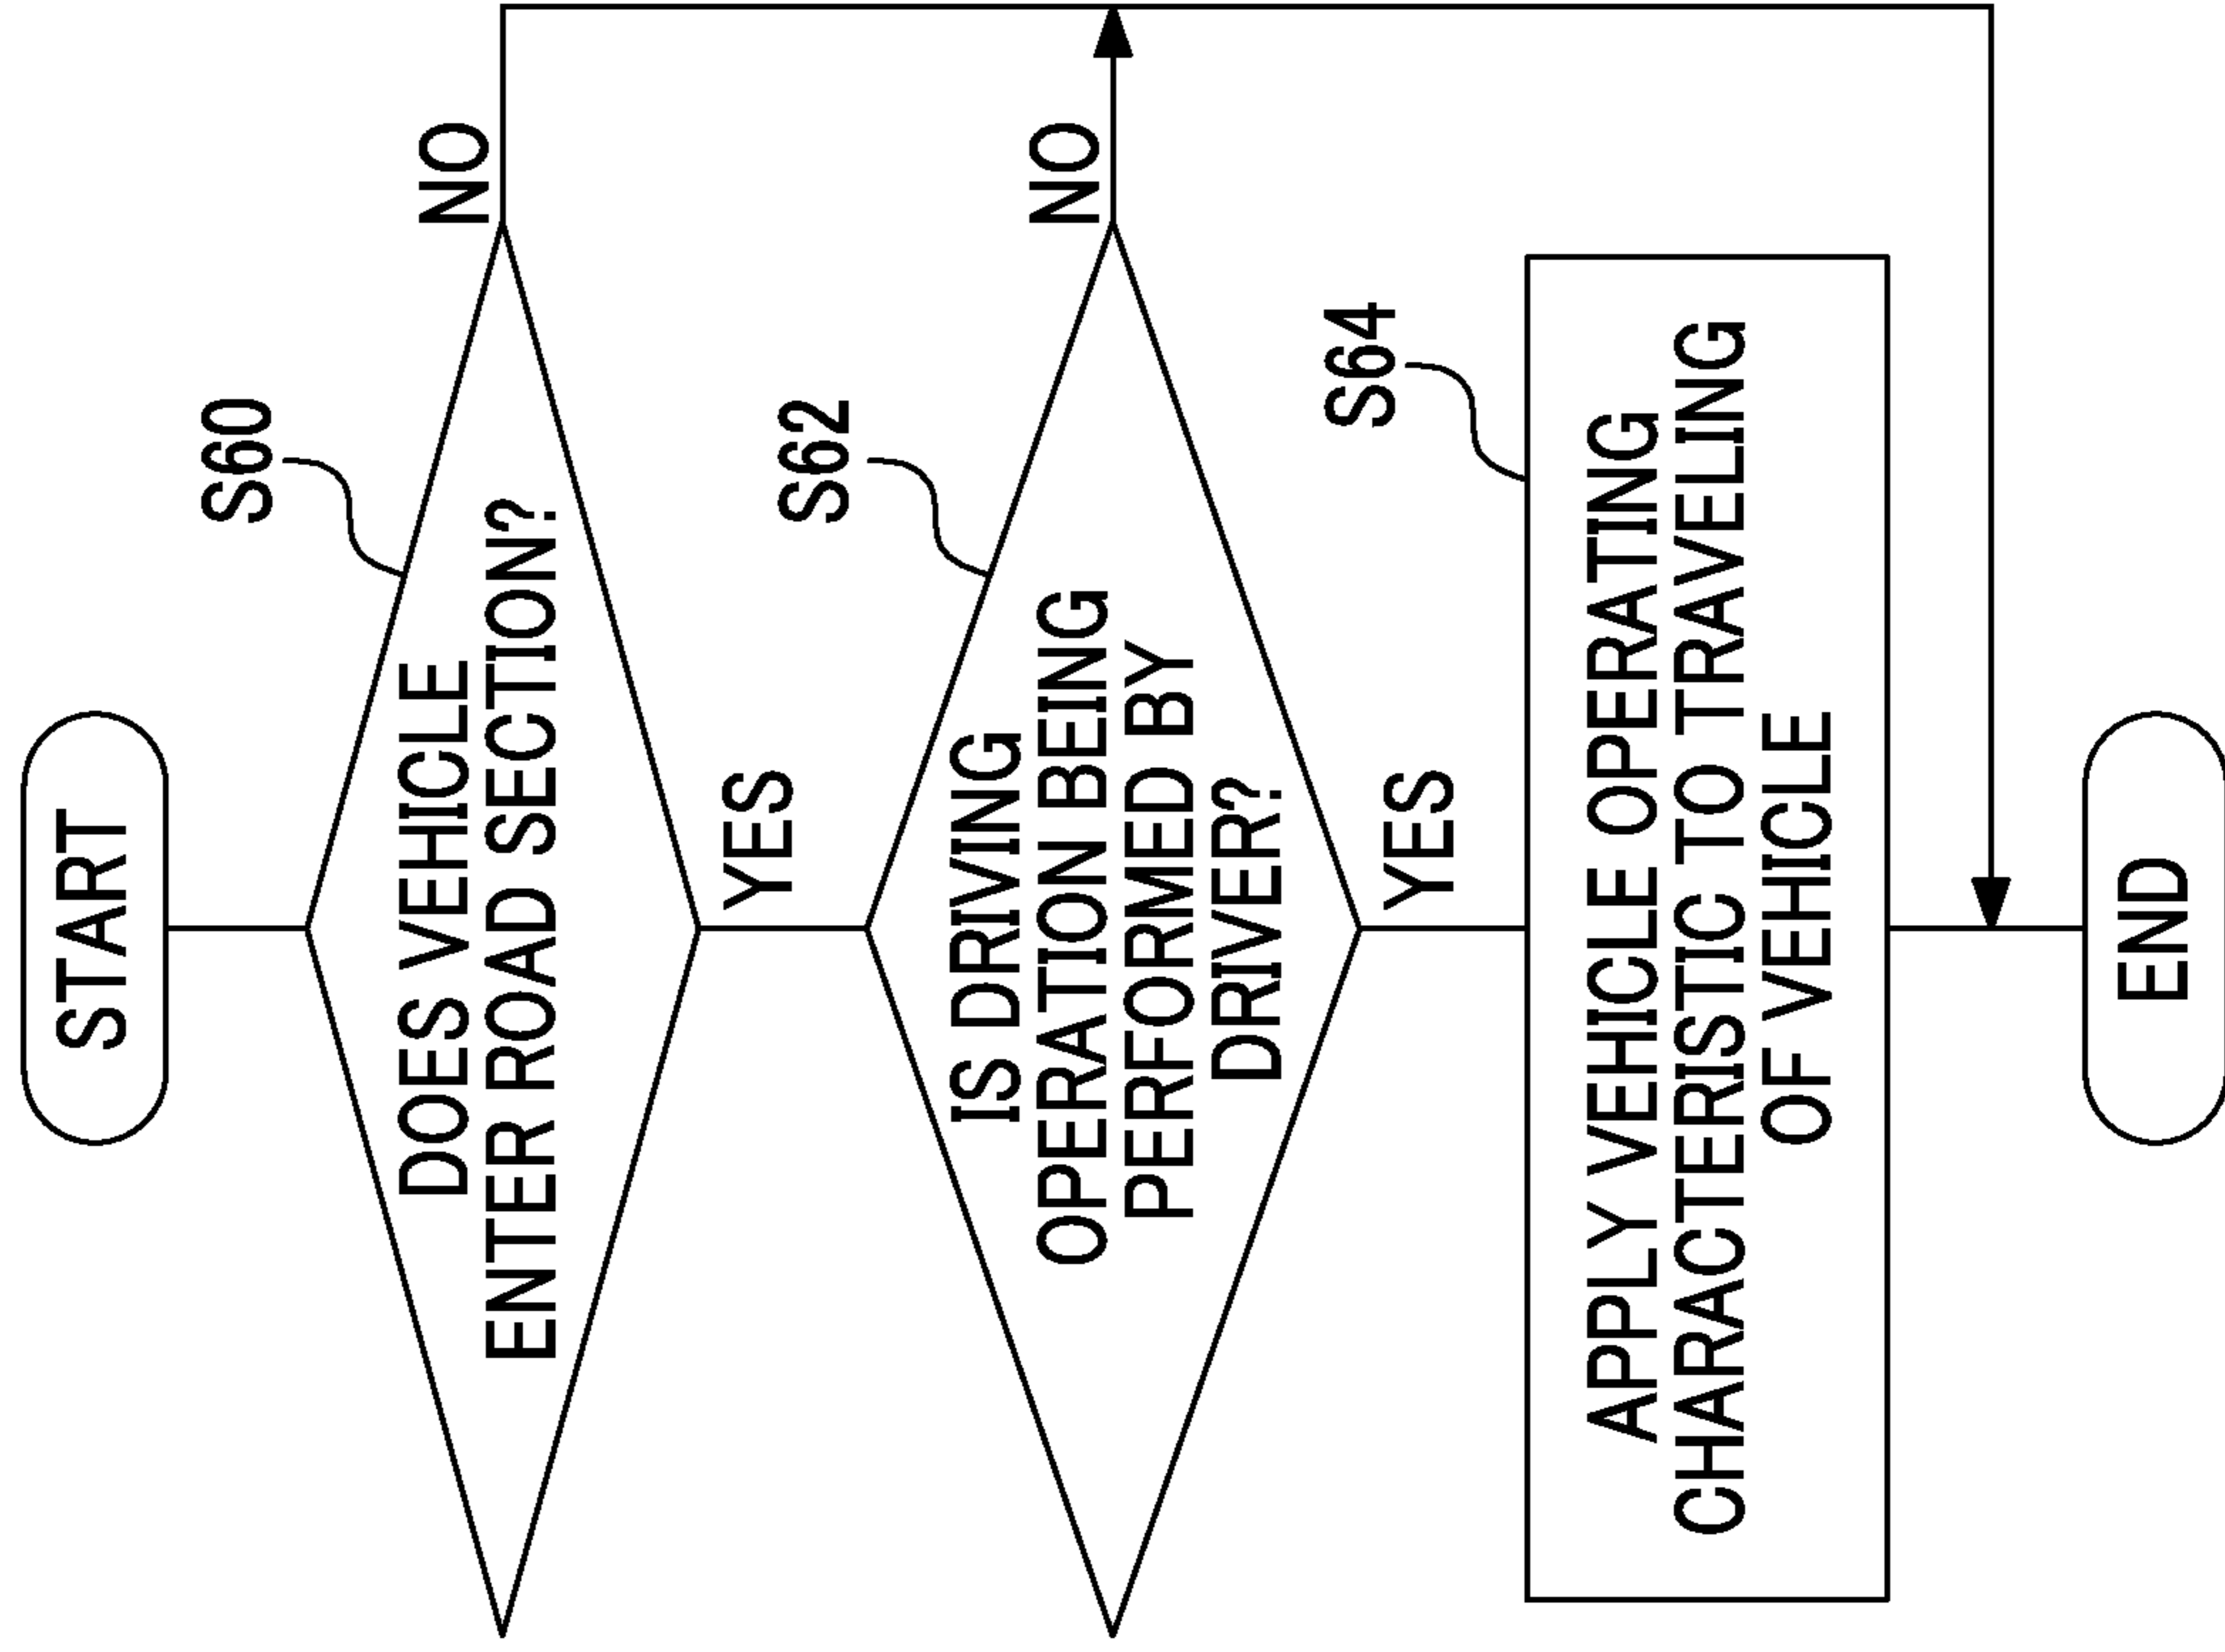 START
S60
DOES VEHICLE
ENTER ROAD SECTION?
NO
YES
S62
IS DRIVING
OPERATION BEING
PERFORMED BY
DRIVER?
NO
YES
S64
APPLY VEHICLE OPERATING
CHARACTERISTIC TO TRAVELING
OF VEHICLE
END